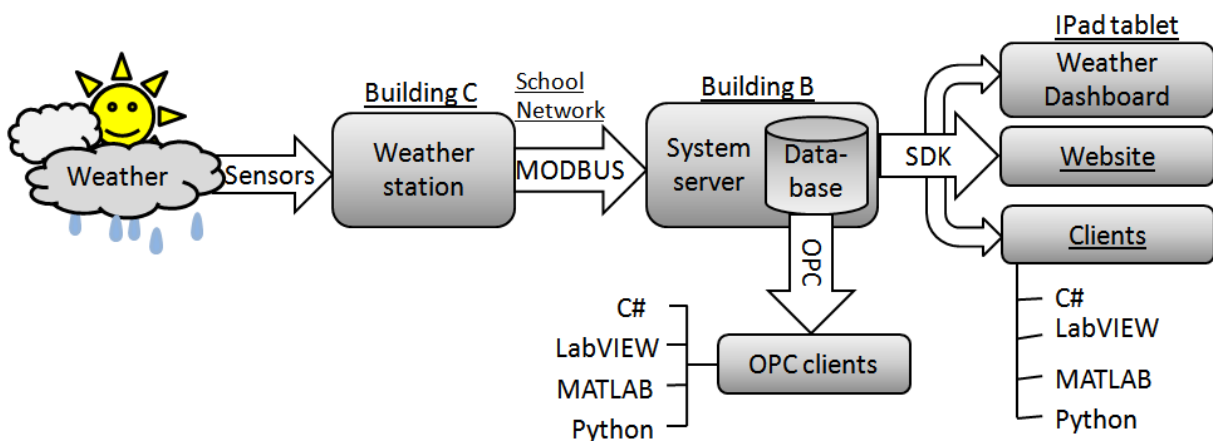 Weather
Sensors
Building C
Weather
station
School
Network
MODBUS
Building B
System
server
Data-
base
OPC
OPC clients
C#
LabVIEW
MATLAB
Python
SDK
IPad tablet
Weather
Dashboard
Website
Clients
C#
LabVIEW
MATLAB
Python